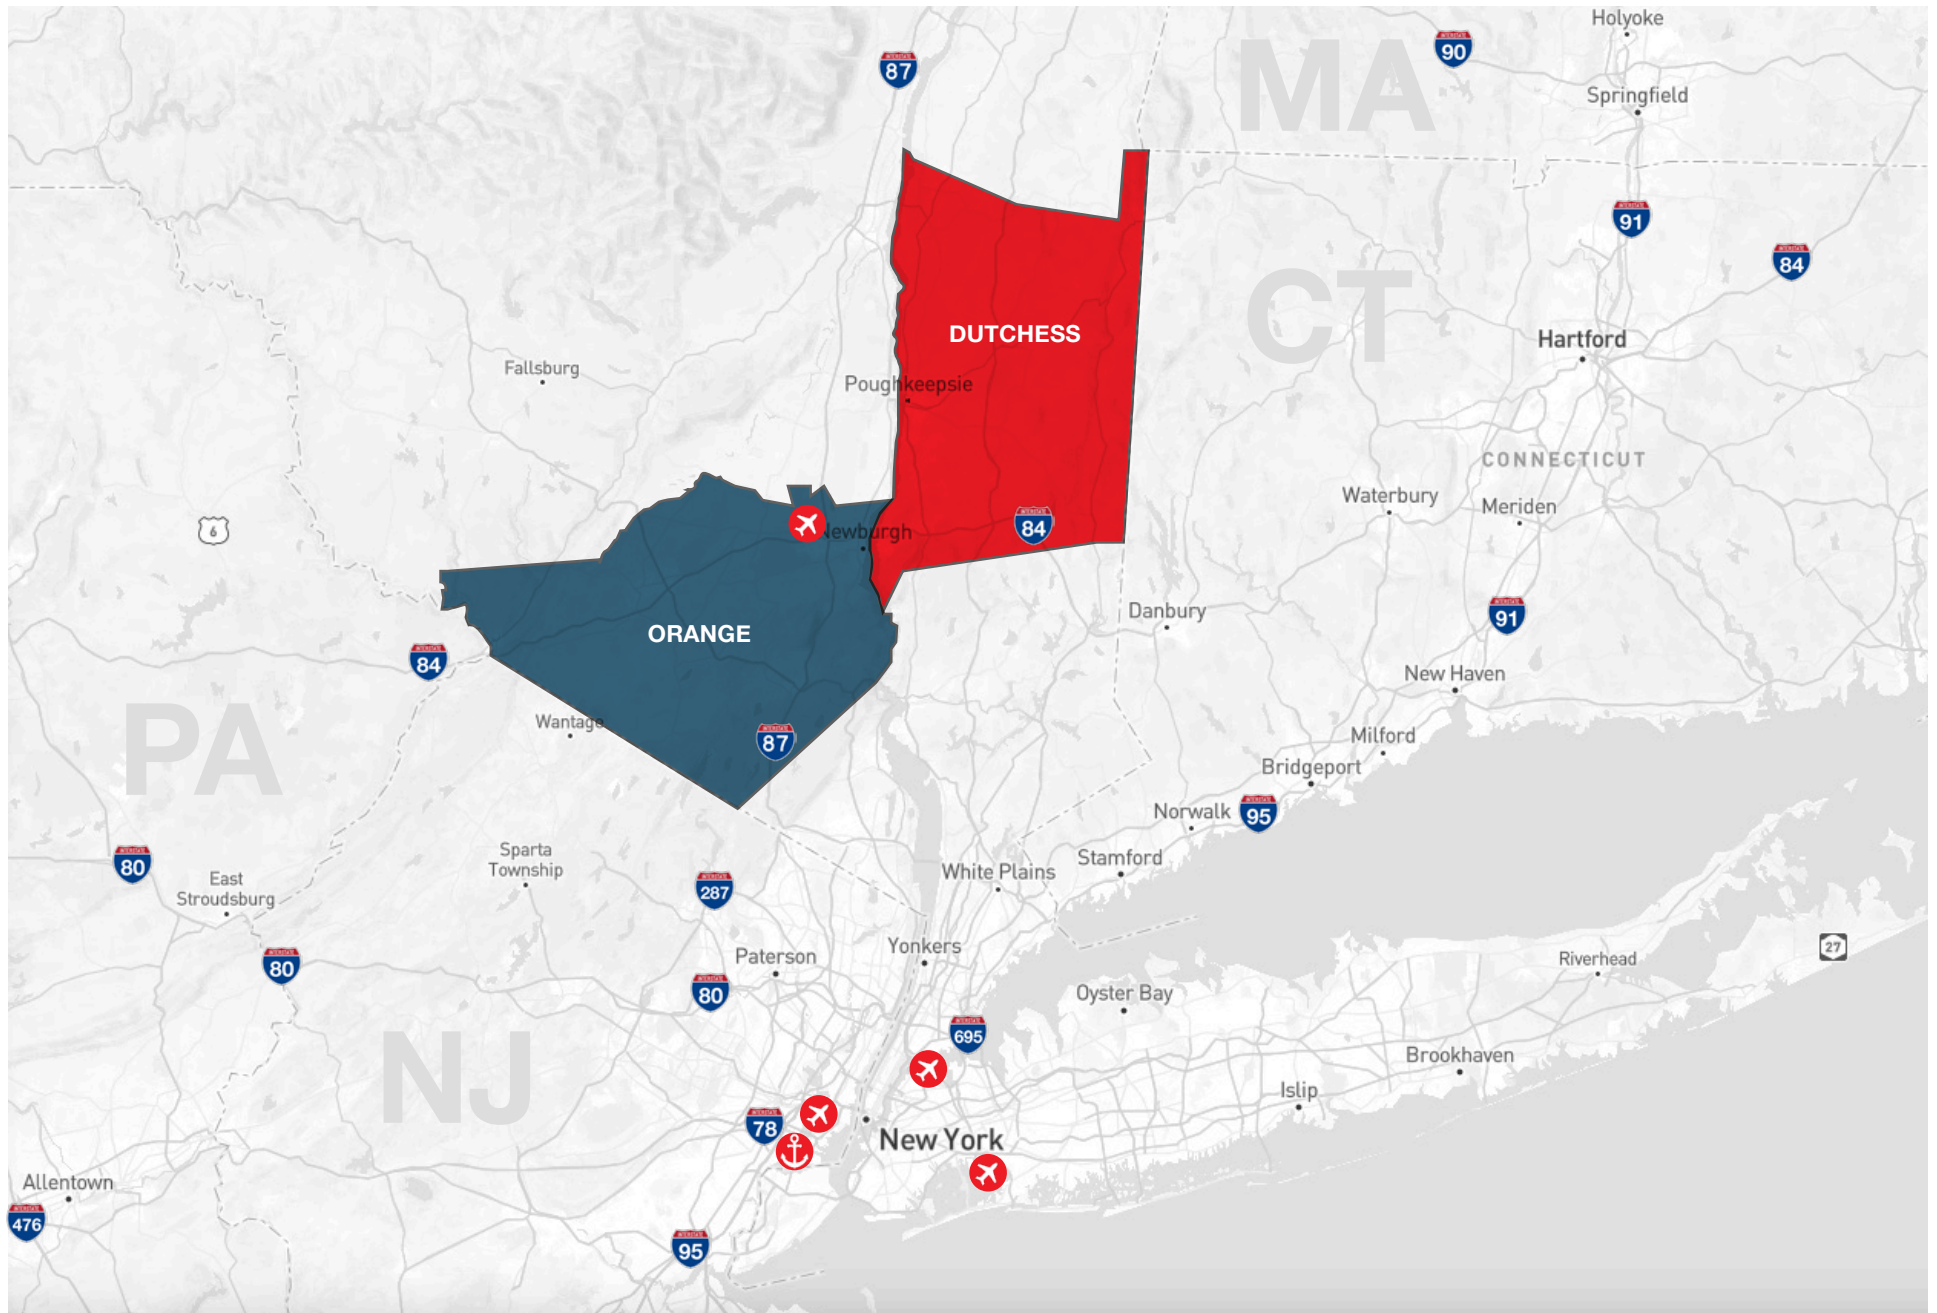 Holyoke
90
MA
87
Springfield
91
84
CT
DUTCHESS
Hartford
Fallsburg
Poughkeepsie
CONNECTICUT
Waterbury
Meriden
6
Newburgh
84
Danbury
91
ORANGE
84
New Haven
PA
Wantage
87
Milford
Bridgeport
Norwalk
95
80
Sparta
Township
Stamford
White Plains
East
Stroudsburg
287
Yonkers
27
Paterson
Riverhead
80
80
Oyster Bay
695
NJ
Brookhaven
Islip
78
New York
Allentown
476
95